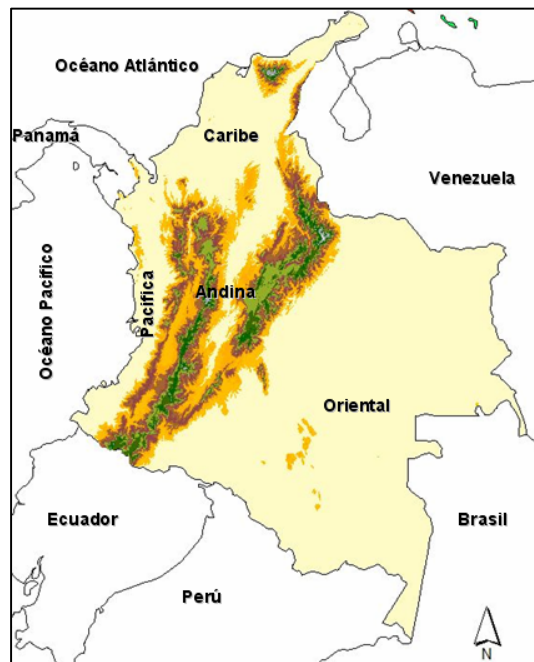 Océano Atlántico
Panamá
Caribe
Venezuela
Océano Pacífico
Pacífica
Andina
Oriental
Ecuador
Brasil
Perú
N